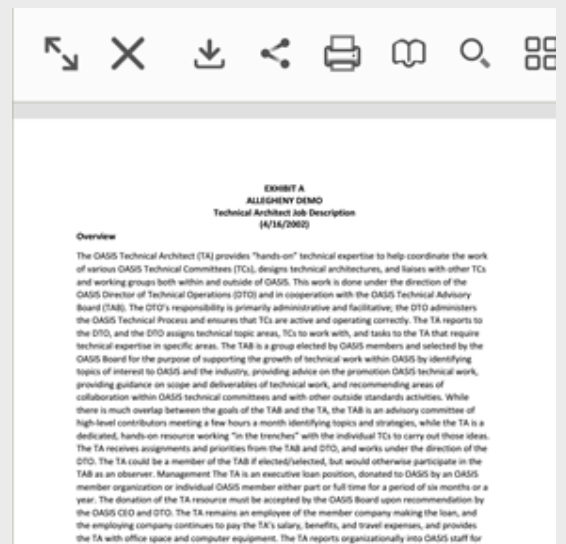 EXHIBIT A
ALLEGHENY DEMO
Technical Architect Job Description
(4/16/2002)
Overview
The OASIS Technical Architect (TA) provides "hands-on" technical expertise to help coordinate the work
of various OASIS Technical Committees (TCs), designs technical architectures, and liaises with other TCs
and working groups both within and outside of OASIS. This work is done under the direction of the
OASIS Director of Technical Operations (DTO) and in cooperation with the OASIS Technical Advisory
Board (TAB). The DTO's responsibility is primarily administrative and facilitative; the DTO administers
the OASIS Technical Process and ensures that TCs are active and operating correctly. The TA reports to
the DTO, and the DTO assigns technical topic areas, TCs to work with, and tasks to the TA that require
technical expertise in specific areas. The TAB is a group elected by OASIS members and selected by the
OASIS Board for the purpose of supporting the growth of technical work within OASIS by identifying
topics of interest to OASIS and the industry, providing advice on the promotion OASIS technical work,
providing guidance on scope and deliverables of technical work, and recommending areas of
collaboration within OASIS technical committees and with other outside standards activities. While
there is much overlap between the goals of the TAB and the TA, the TAB is an advisory committee of
high-level contributors meeting a few hours a month identifying topics and strategies, while the TA is a
dedicated, hands-on resource working "in the trenches" with the individual TCs to carry out those ideas.
The TA receives assignments and priorities from the TAB and DTO, and works under the direction of the
DTO. The TA could be a member of the TAB if elected/selected, but would otherwise participate in the
TAB as an observer. Management The TA is an executive loan position, donated to OASIS by an OASIS
member organization or individual OASIS member either part or full time for a period of six months or a
year. The donation of the TA resource must be accepted by the OASIS Board upon recommendation by
the OASIS CEO and DTO. The TA remains an employee of the member company making the loan, and
the employing company continues to pay the TA's salary, benefits, and travel expenses, and provides
the TA with office space and computer equipment. The TA reports organizationally into OASIS staff for